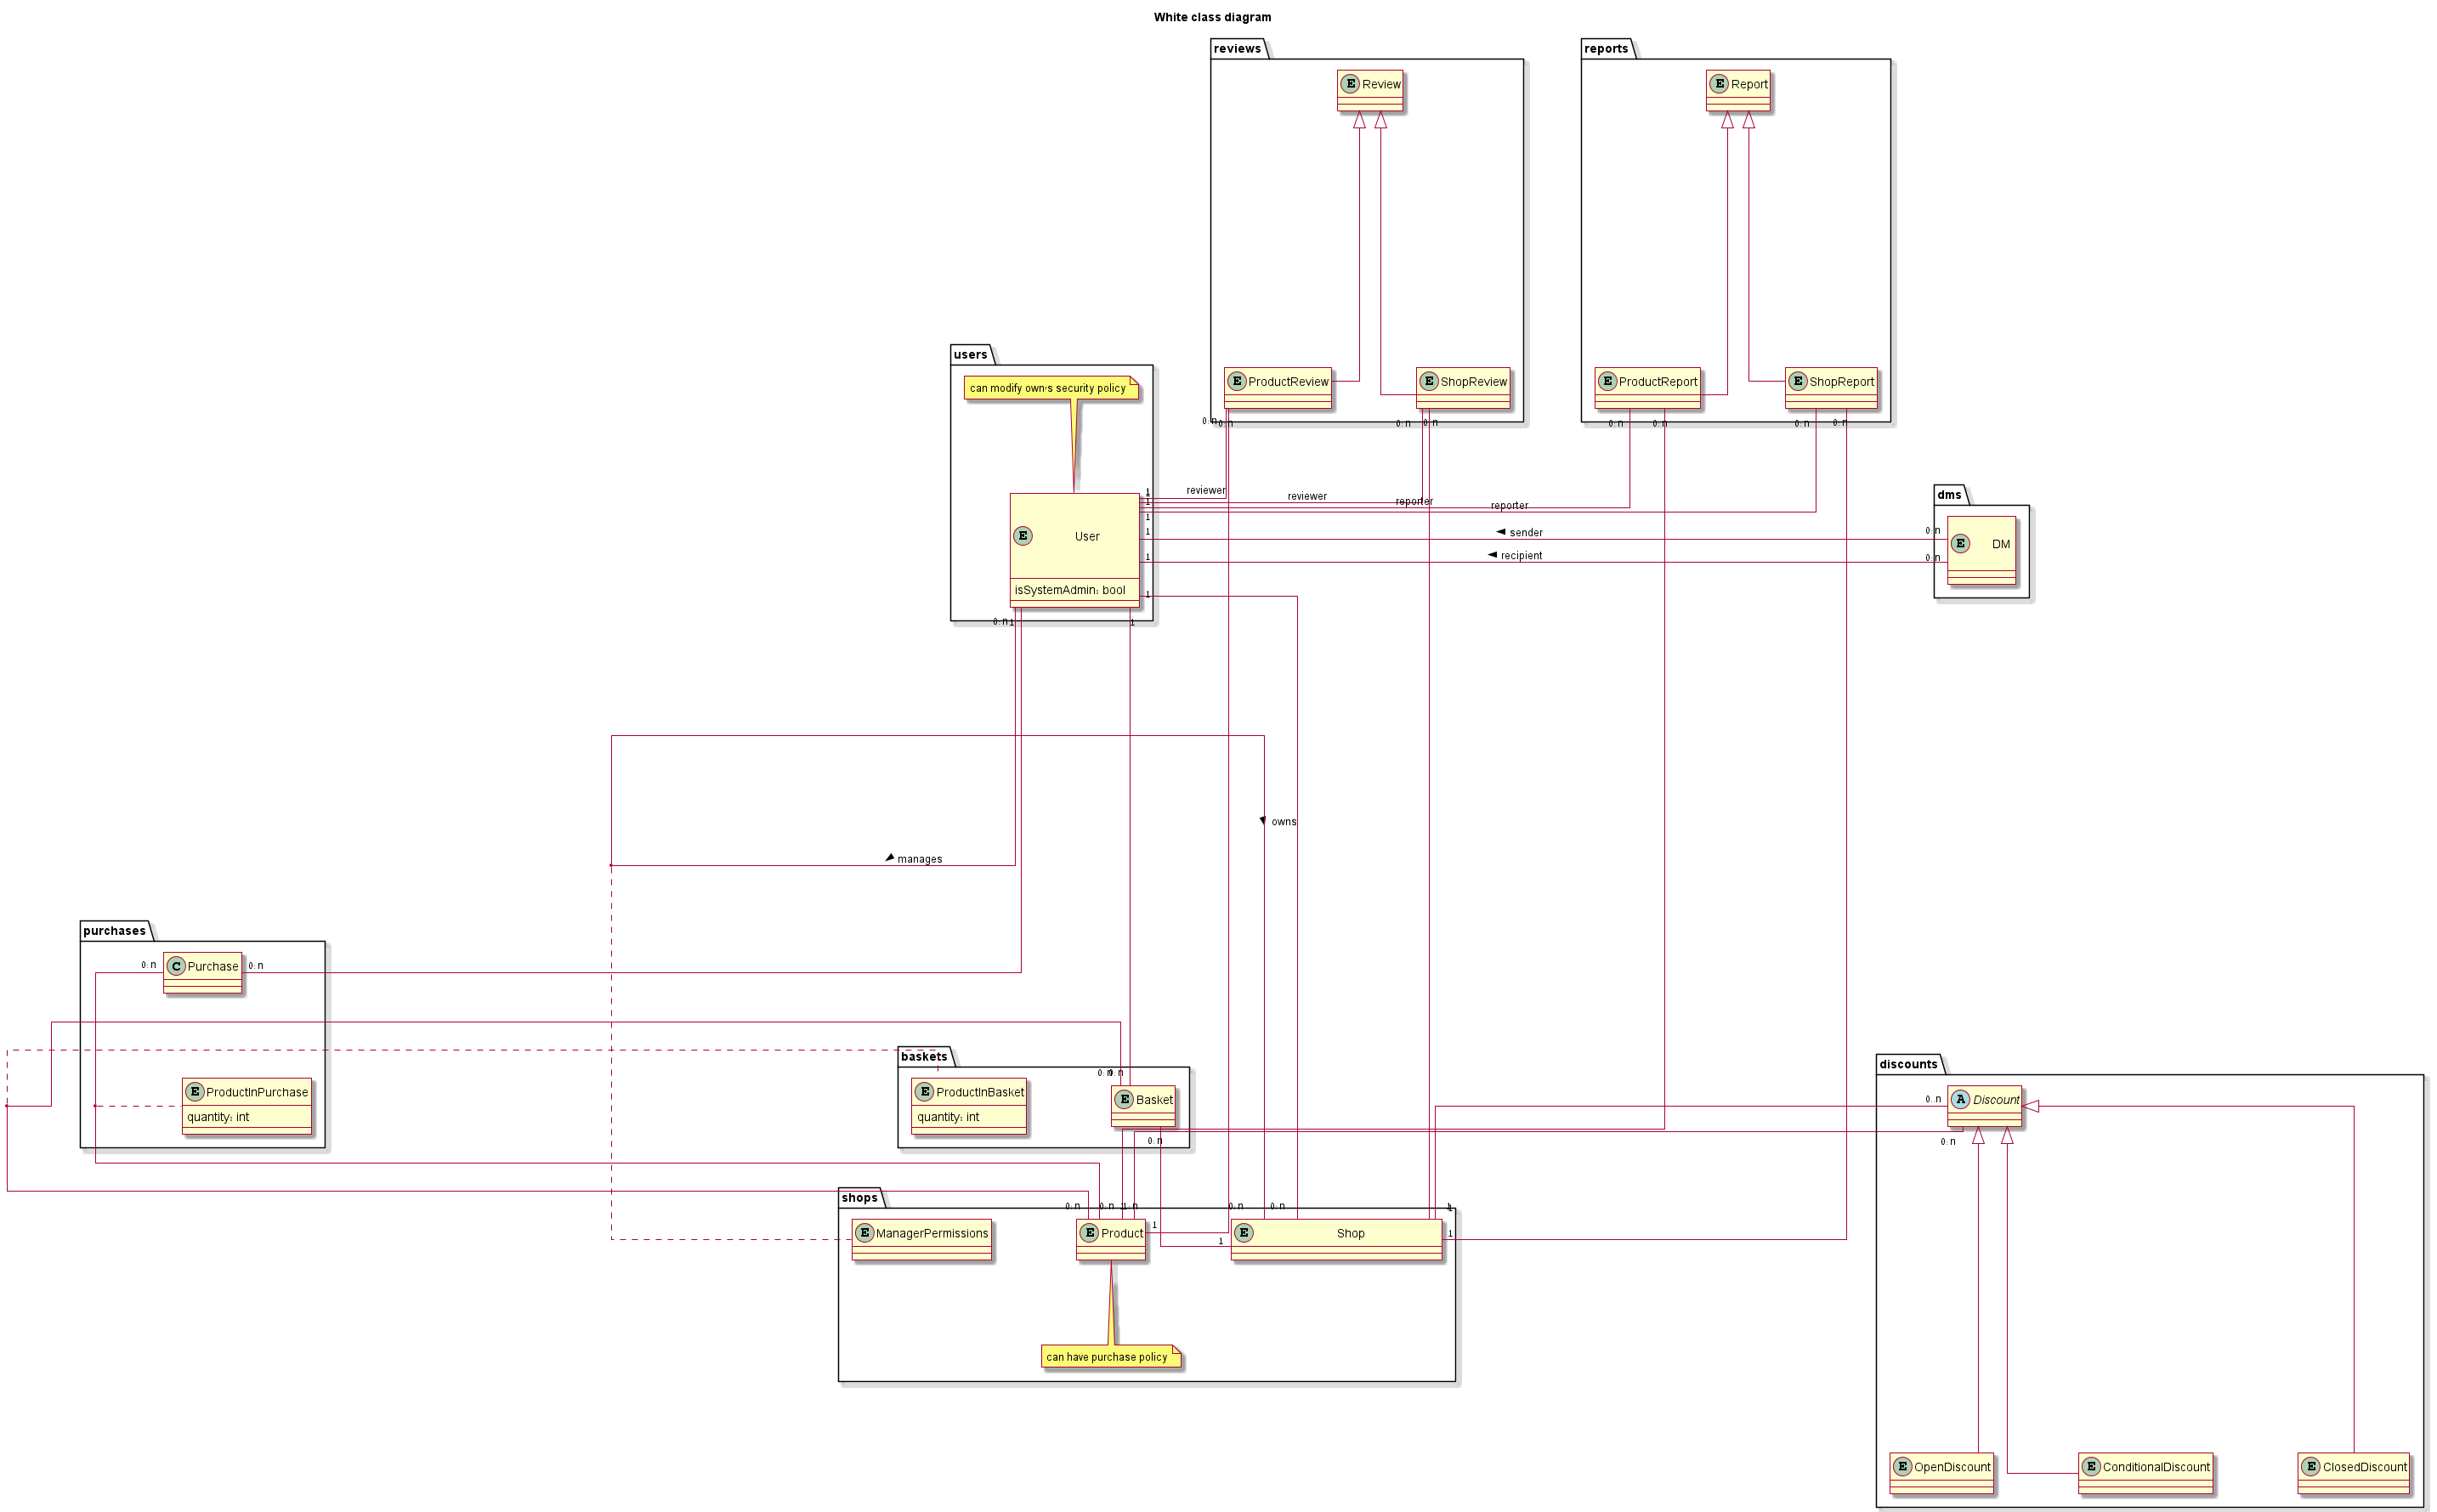 White class diagram
reviews
reports
E Review
E Report
users
can modify own·s security policy
E ProductReview
E ShopReview
E ProductReport
E ShopReport
0..n
0..n
0..n
0..n
0..n
0..n
0..n
0..n
dms
1
reviewer
1
reviewer
reporter
reporter
1
E User
1
sender
0..n
E DM
1
recipient
0..n
isSystemAdmin: bool
1
0..n
1
1
owns
manages
purchases
0..n
C Purchase
0..n
baskets
discounts
0..n
0..n
E ProductInPurchase
quantity: int
E ProductInBasket
quantity: int
E Basket
0..n
A Discount
0..n
0..n
shops
0..n
0..n
1
1..n
0..n
0..n
1
E ManagerPermissions
E Product
1
1
E Shop
1
can have purchase policy
E OpenDiscount
E ConditionalDiscount
E ClosedDiscount